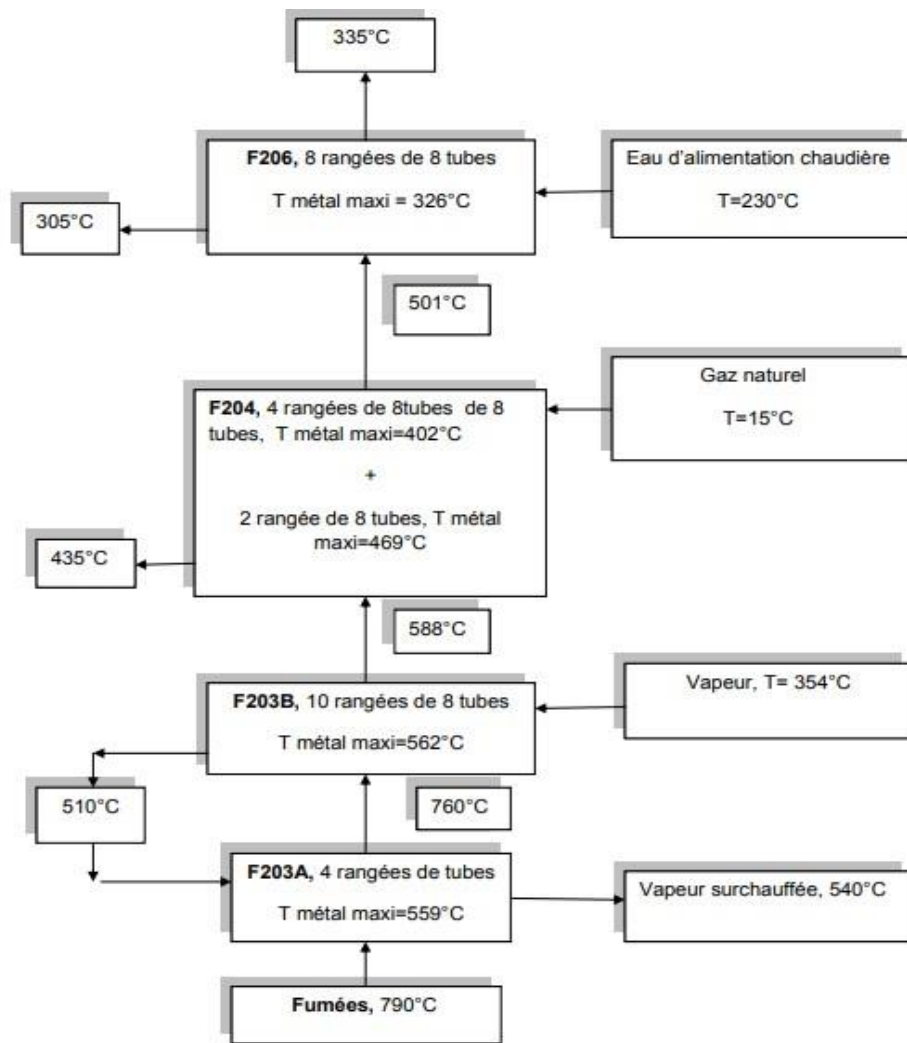 335°C
F206, 8 rangées de 8 tubes
T métal maxi = 326°C
Eau d'alimentation chaudière
T=230°C
305°C
501°C
Gaz naturel
T=15°C
F204, 4 rangées de 8tubes de 8
tubes, T métal maxi=402°C
+
2 rangée de 8 tubes, T métal
maxi=469°C
435°C
588°C
F203B, 10 rangées de 8 tubes
T métal maxi=562°C
Vapeur, T= 354°C
510°C
760°C
F203A, 4 rangées de tubes
T métal maxi=559°C
Vapeur surchauffée, 540°C
Fumées, 790°C